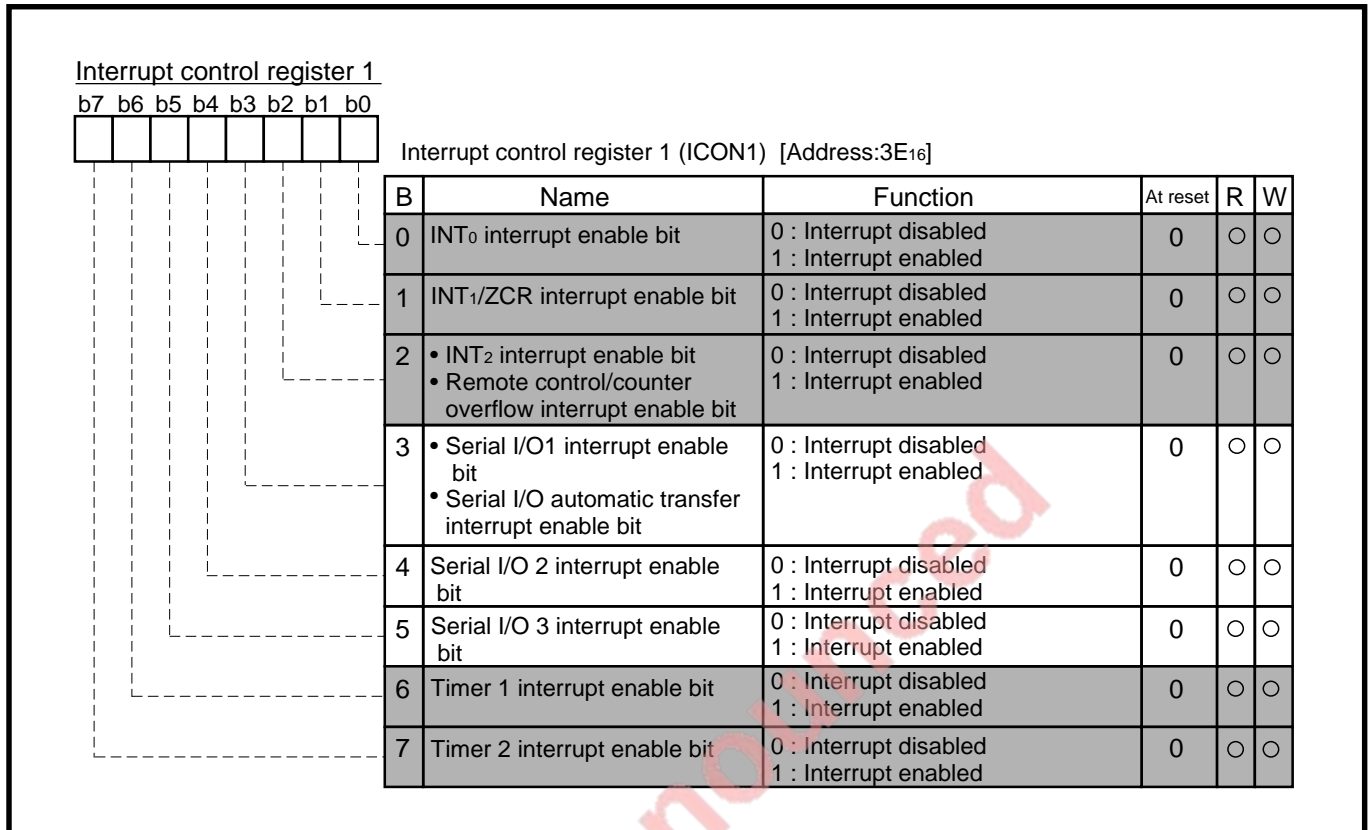 Interrupt control register 1
b7 b6 b5 b4 b3 b2 b1 b0
Interrupt control register 1 (ICON1) [Address:3E16]
B Name Function At reset R W
0 INT0 interrupt enable bit 0 : Interrupt disabled 0 ○ ○
1 : Interrupt enabled
1 INT1/ZCR interrupt enable bit 0 : Interrupt disabled 0 ○ ○
1 : Interrupt enabled
2 • INT2 interrupt enable bit 0 : Interrupt disabled 0 ○ ○
• Remote control/counter 1 : Interrupt enabled
overflow interrupt enable bit
3 • Serial I/O1 interrupt enable 0 : Interrupt disabled 0 ○ ○
bit 1 : Interrupt enabled
• Serial I/O automatic transfer
interrupt enable bit
4 Serial I/O 2 interrupt enable 0 : Interrupt disabled 0 ○ ○
bit 1 : Interrupt enabled
5 Serial I/O 3 interrupt enable 0 : Interrupt disabled 0 ○ ○
bit 1 : Interrupt enabled
6 Timer 1 interrupt enable bit 0 : Interrupt disabled 0 ○ ○
1 : Interrupt enabled
7 Timer 2 interrupt enable bit 0 : Interrupt disabled 0 ○ ○
1 : Interrupt enabled